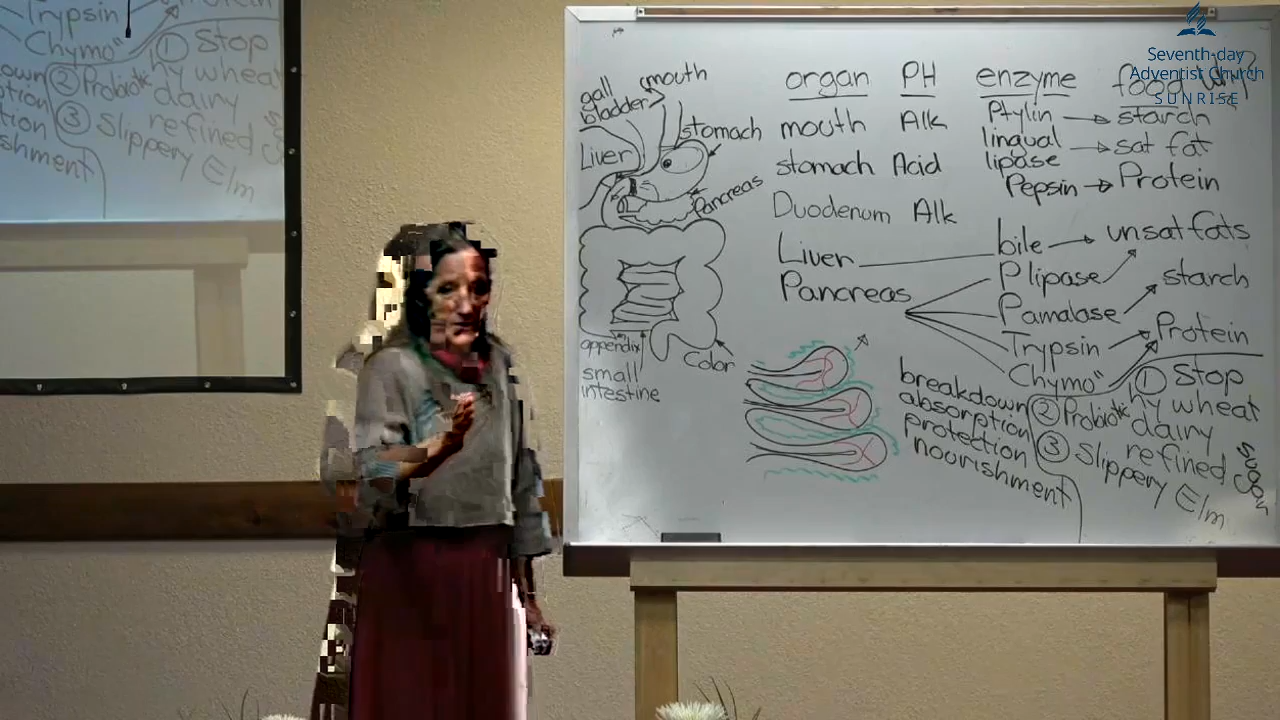 Trypsin
Chymo"
① Stop
② Probiotic hy wheat
dairy
③ Slippery refined
Elm
Seventh-day
Adventist Church
SUNRISE
gall bladder
mouth
stomach
Liver
Pancreas
appendix
small
intestine
Color
organ PH enzyme food
mouth Alk Ptylin → starch
lingual
lipase → sat fat
stomach Acid
Pepsin → Protein
Duodenum Alk
Liver bile → unsat fats
Pancreas P lipase
Pamalase starch
Trypsin Protein
Chymo"
breakdown
absorption
protection
nourishment
① Stop
② Probiotic hy wheat
dairy
③ Slippery refined
Elm
sugar